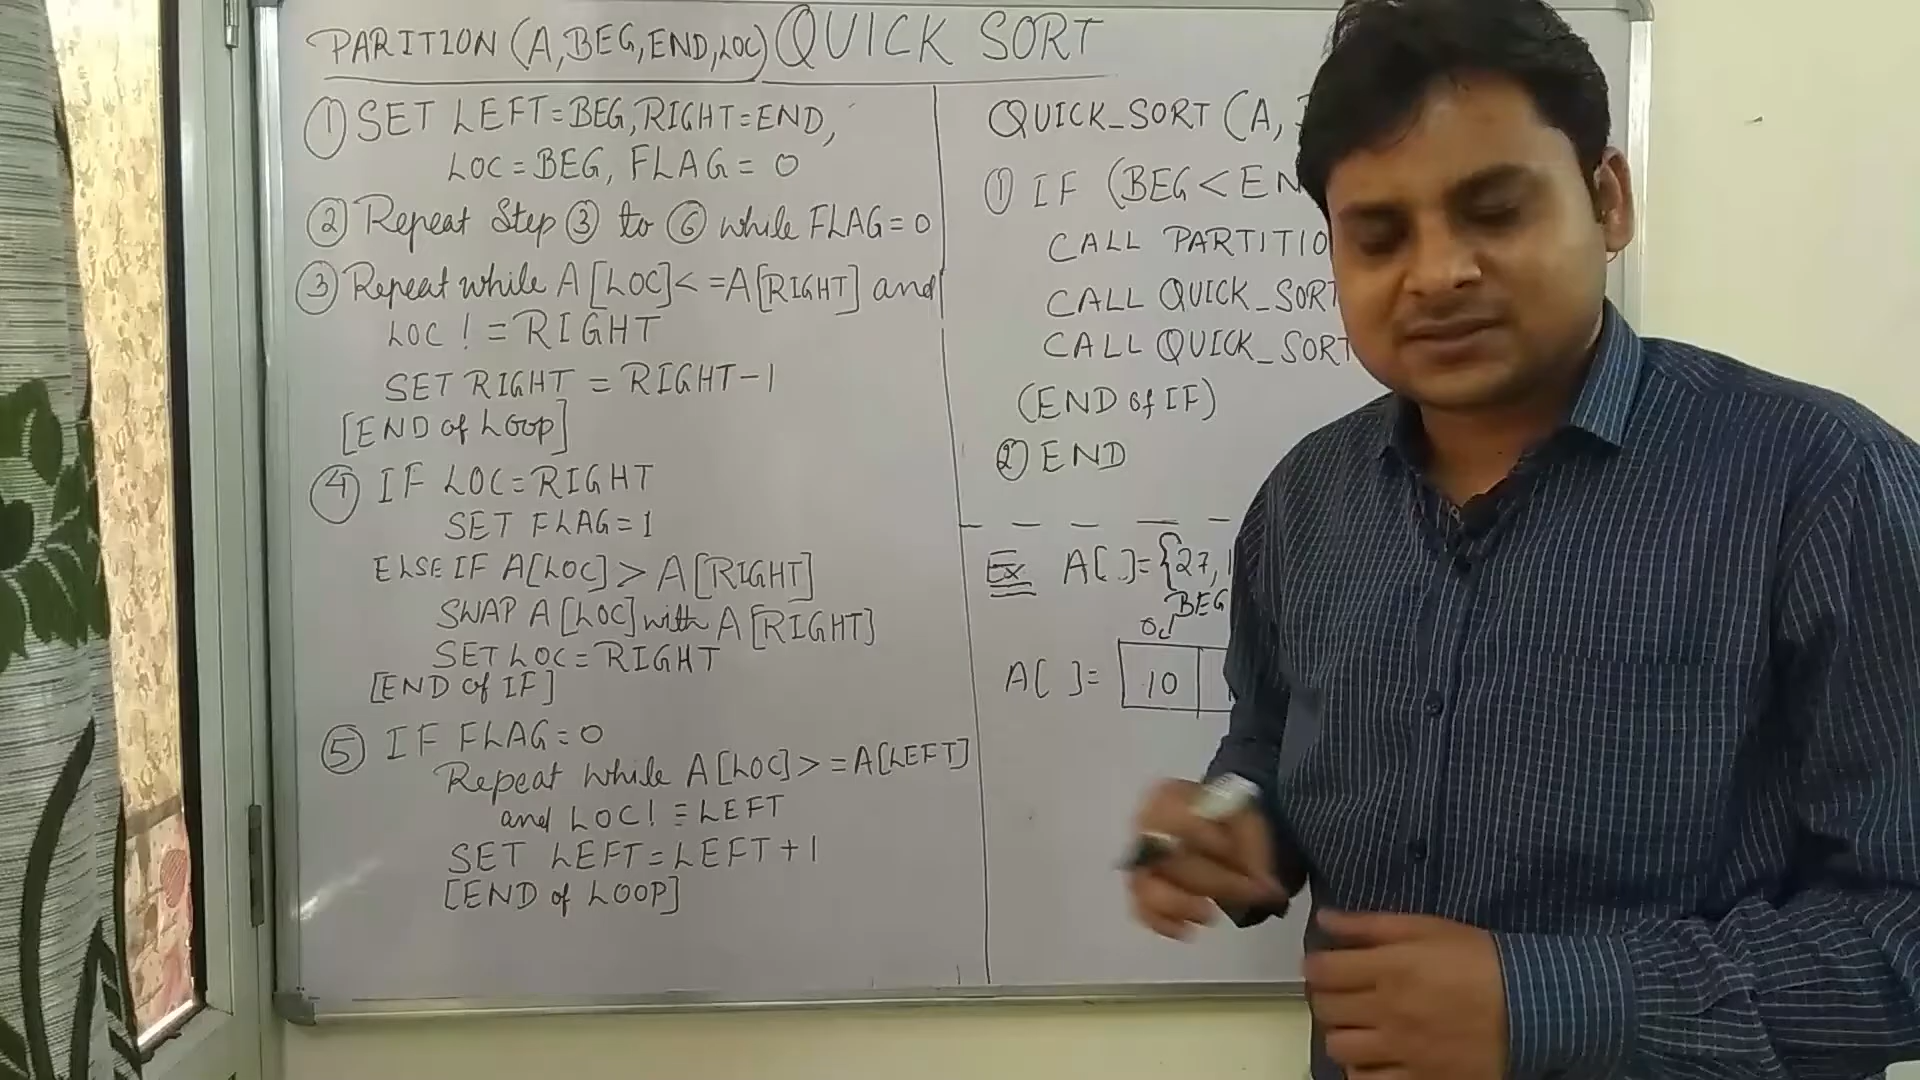 PARITION (A,BEG,END,LOC) QUICK SORT
① SET LEFT=BEG, RIGHT=END,
LOC=BEG, FLAG=0
② Repeat Step ③ to ⑥ while FLAG=0
③ Repeat while A[LOC]<=A[RIGHT] and
LOC!=RIGHT
SET RIGHT = RIGHT-1
[END of LOOP]
④ IF LOC=RIGHT
SET FLAG=1
ELSE IF A[LOC]>A[RIGHT]
SWAP A[LOC] with A[RIGHT]
SET LOC=RIGHT
[END of IF]
⑤ IF FLAG=0
Repeat while A[LOC]>=A[LEFT]
and LOC!=LEFT
SET LEFT=LEFT+1
[END of LOOP]
QUICK_SORT (A,
① IF (BEG<EN
CALL PARTITIO
CALL QUICK_SORT
CALL QUICK_SORT
(END of IF)
② END
Ex A[ ]={27,1
BEG
0
A[ ]= 10